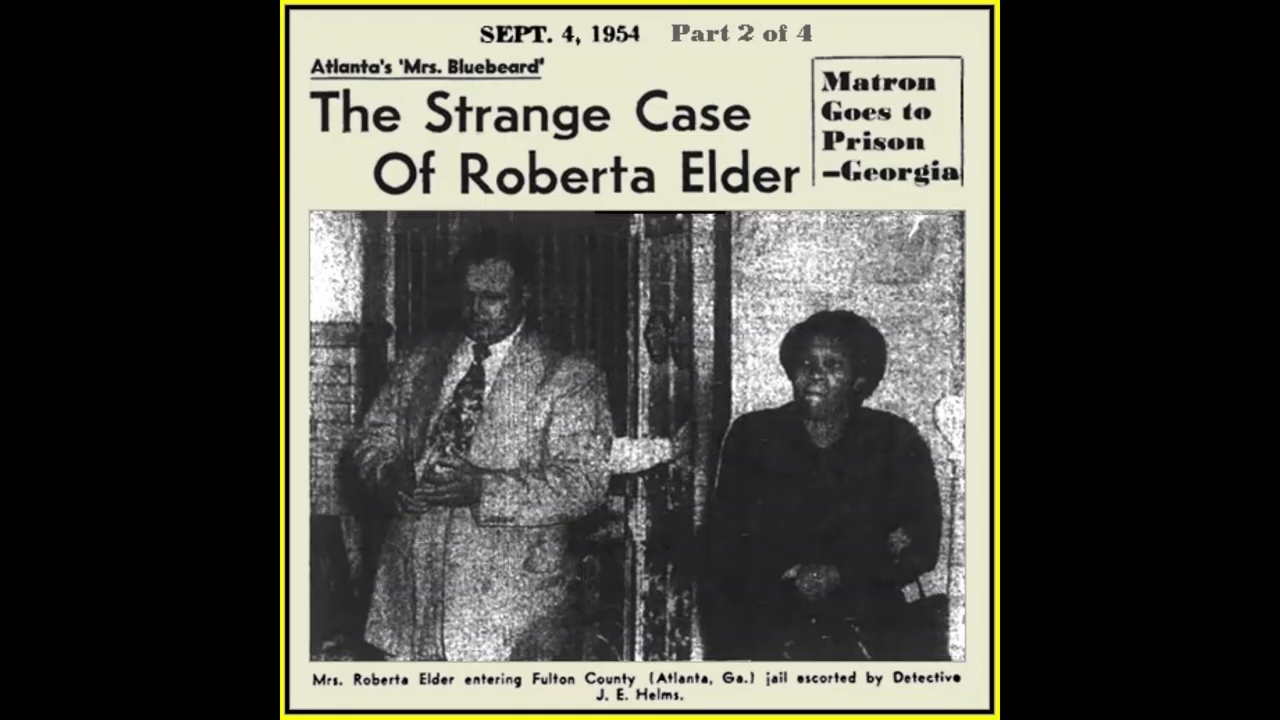 SEPT. 4, 1954 Part 2 of 4
Atlanta's 'Mrs. Bluebeard'
The Strange Case
Of Roberta Elder
Matron
Goes to
Prison
—Georgia
Mrs. Roberta Elder entering Fulton County (Atlanta, Ga.) jail escorted by Detective
J. E. Helms.